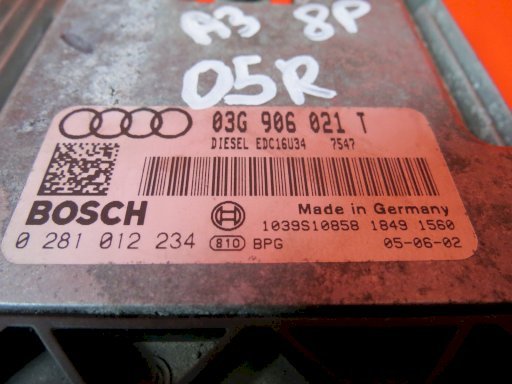 A3 8P
05R
03G 906 021 T
DIESEL EDC16U34 7547
BOSCH
Made in Germany
1039S10858 1849 1560
0 281 012 234 810 BPG 05-06-02